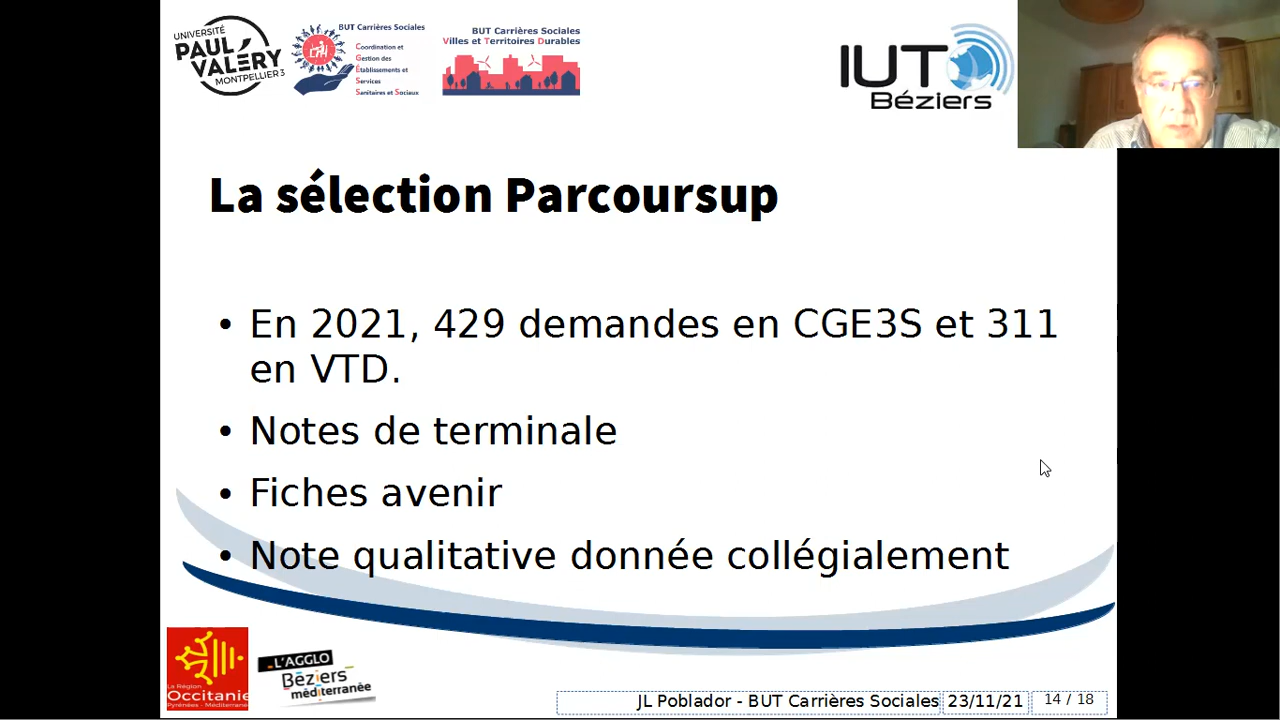 UNIVERSITÉ
PAUL
VALÉRY
MONTPELLIER 3
BUT Carrières Sociales
Coordination et
Gestion des
Établissements et
Services
Sanitaires et Sociaux
BUT Carrières Sociales
Villes et Territoires Durables
IUT
Béziers
La sélection Parcoursup
• En 2021, 429 demandes en CGE3S et 311
en VTD.
• Notes de terminale
• Fiches avenir
• Note qualitative donnée collégialement
La Région
Occitanie
Pyrénées - Méditerranée
L'AGGLO
Béziers
méditerranée
JL Poblador - BUT Carrières Sociales 23/11/21 14 / 18